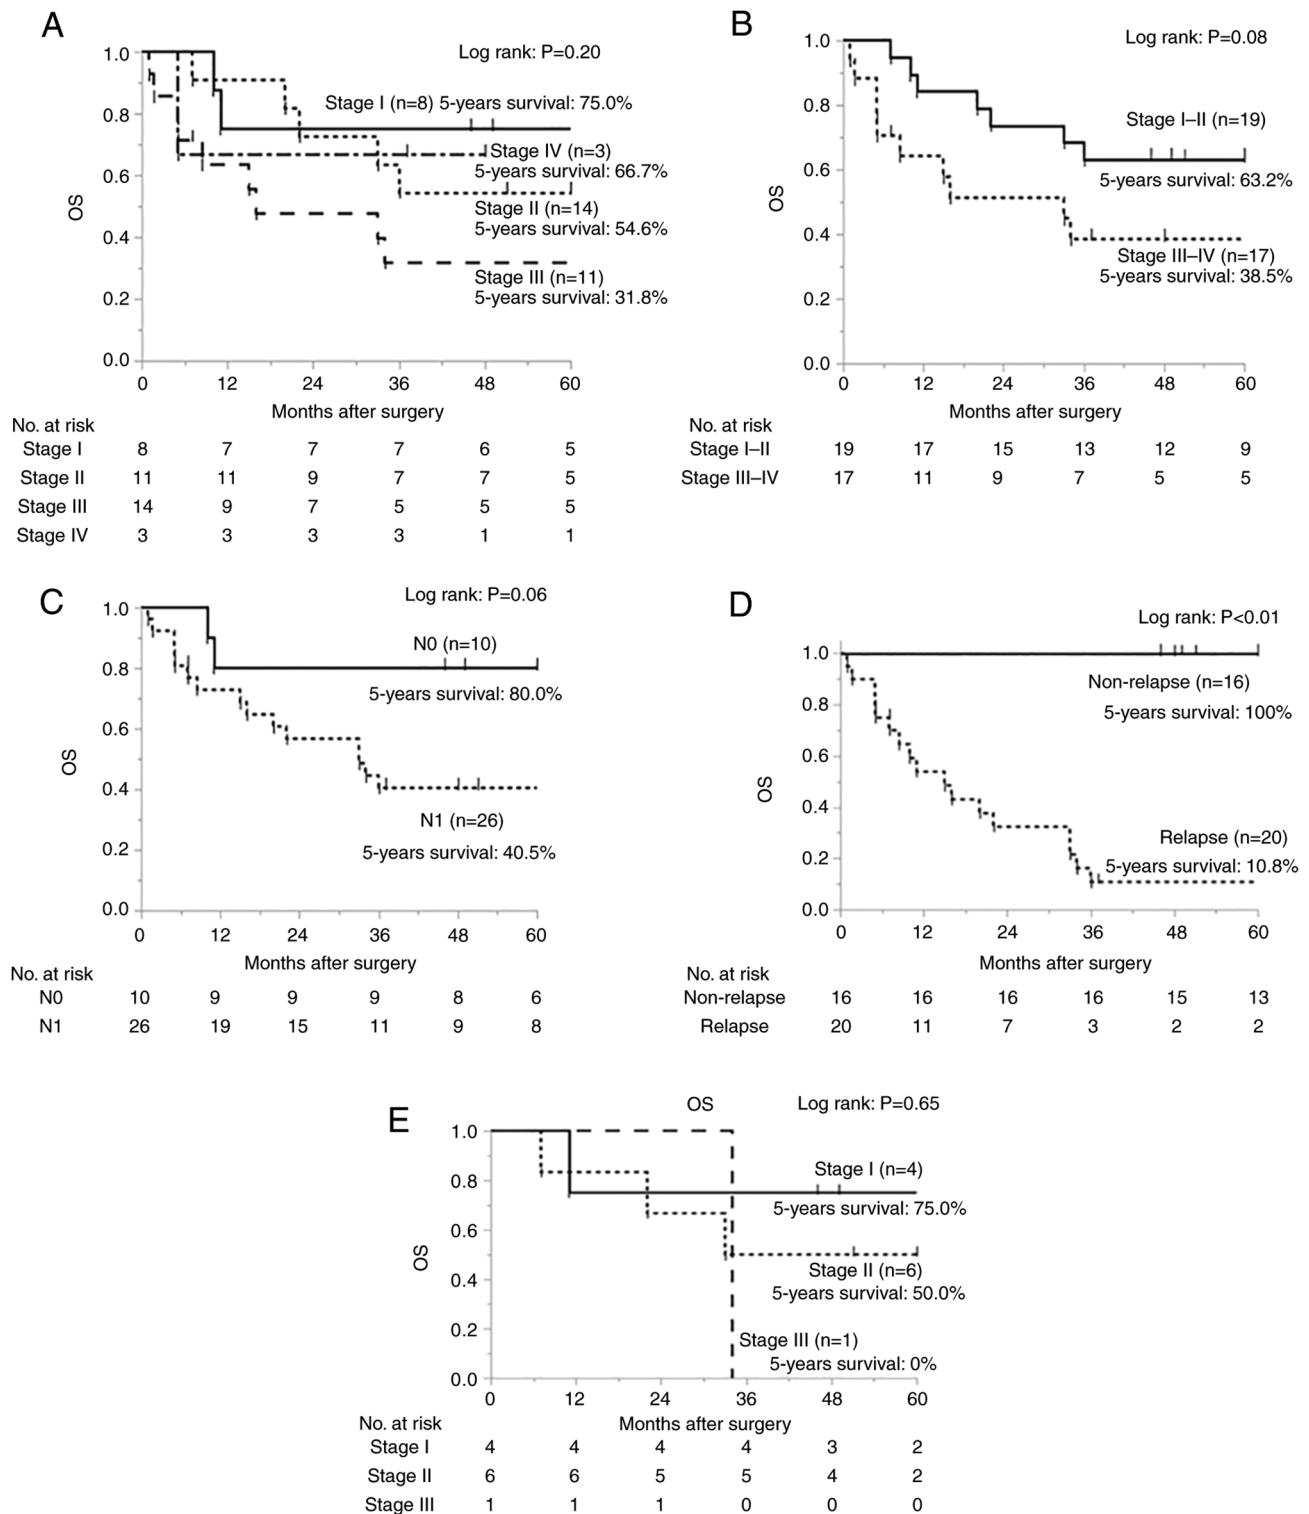 A
Log rank: P=0.20
1.0
0.8
0.6
0.4
0.2
0.0
OS
Stage I (n=8) 5-years survival: 75.0%
Stage IV (n=3)
5-years survival: 66.7%
Stage II (n=14)
5-years survival: 54.6%
Stage III (n=11)
5-years survival: 31.8%
0 12 24 36 48 60
Months after surgery
No. at risk
Stage I 8 7 7 7 6 5
Stage II 11 11 9 7 7 5
Stage III 14 9 7 5 5 5
Stage IV 3 3 3 3 1 1
B
Log rank: P=0.08
1.0
0.8
0.6
0.4
0.2
0.0
OS
Stage I–II (n=19)
5-years survival: 63.2%
Stage III–IV (n=17)
5-years survival: 38.5%
0 12 24 36 48 60
Months after surgery
No. at risk
Stage I–II 19 17 15 13 12 9
Stage III–IV 17 11 9 7 5 5
C
Log rank: P=0.06
1.0
0.8
0.6
0.4
0.2
0.0
OS
N0 (n=10)
5-years survival: 80.0%
N1 (n=26)
5-years survival: 40.5%
0 12 24 36 48 60
Months after surgery
No. at risk
N0 10 9 9 9 8 6
N1 26 19 15 11 9 8
D
Log rank: P<0.01
1.0
0.8
0.6
0.4
0.2
0.0
OS
Non-relapse (n=16)
5-years survival: 100%
Relapse (n=20)
5-years survival: 10.8%
0 12 24 36 48 60
Months after surgery
No. at risk
Non-relapse 16 16 16 16 15 13
Relapse 20 11 7 3 2 2
E
OS
Log rank: P=0.65
1.0
0.8
0.6
0.4
0.2
0.0
OS
Stage I (n=4)
5-years survival: 75.0%
Stage II (n=6)
5-years survival: 50.0%
Stage III (n=1)
5-years survival: 0%
0 12 24 36 48 60
Months after surgery
No. at risk
Stage I 4 4 4 4 3 2
Stage II 6 6 5 5 4 2
Stage III 1 1 1 0 0 0